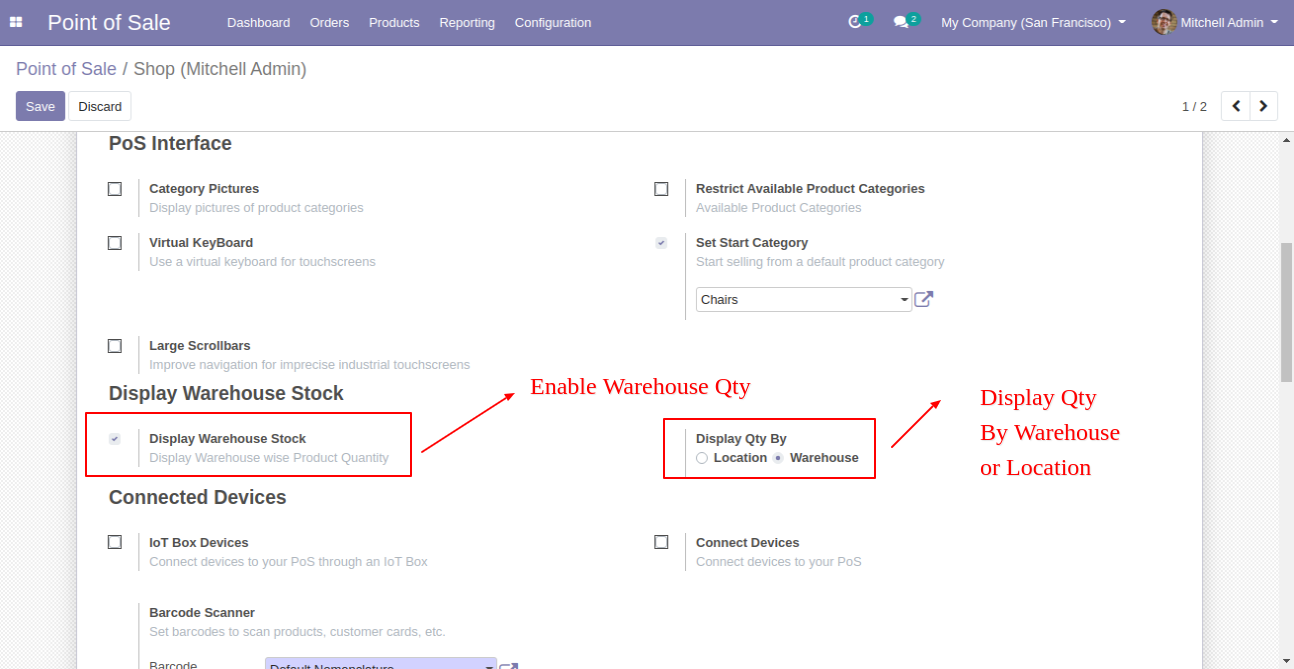 Point of Sale Dashboard Orders Products Reporting Configuration 1 2 My Company (San Francisco) Mitchell Admin
Point of Sale / Shop (Mitchell Admin)
Save Discard 1 / 2
PoS Interface
Category Pictures Restrict Available Product Categories
Display pictures of product categories Available Product Categories
Virtual KeyBoard Set Start Category
Use a virtual keyboard for touchscreens Start selling from a default product category
Chairs
Large Scrollbars
Improve navigation for imprecise industrial touchscreens
Display Warehouse Stock
Enable Warehouse Qty
Display Qty
By Warehouse
or Location
Display Warehouse Stock Display Qty By
Display Warehouse wise Product Quantity Location Warehouse
Connected Devices
IoT Box Devices Connect Devices
Connect devices to your PoS through an IoT Box Connect devices to your PoS
Barcode Scanner
Set barcodes to scan products, customer cards, etc.
Barcode Default Nomenclature